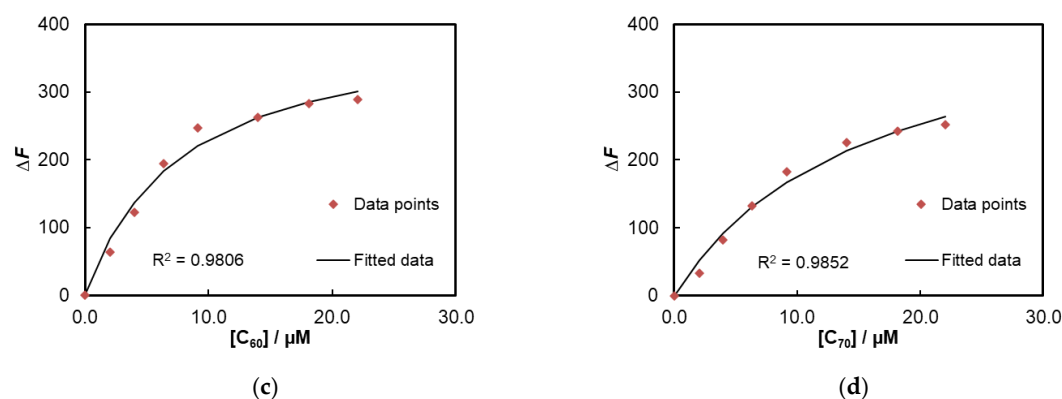 400
300
200
100
0
ΔF
Data points
R² = 0.9806
Fitted data
0.0 10.0 20.0 30.0
[C₆₀] / µM
(c)
400
300
200
100
0
ΔF
Data points
R² = 0.9852
Fitted data
0.0 10.0 20.0 30.0
[C₇₀] / µM
(d)